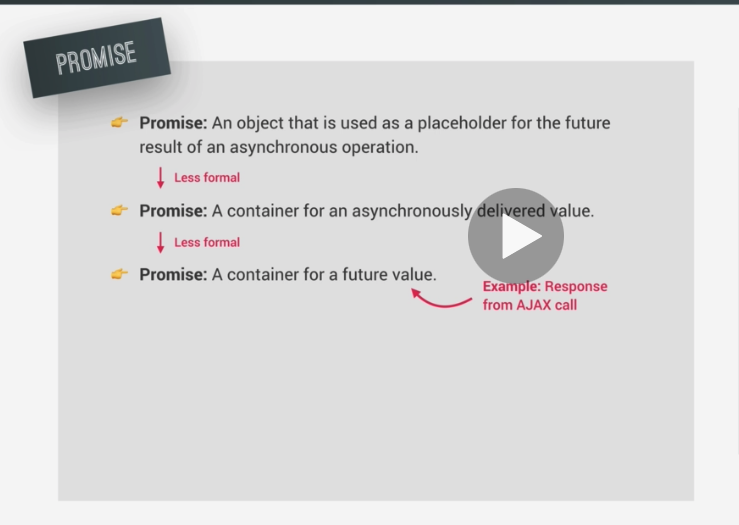 PROMISE
👉 Promise: An object that is used as a placeholder for the future
result of an asynchronous operation.
Less formal
👉 Promise: A container for an asynchronously delivered value.
Less formal
👉 Promise: A container for a future value.
Example: Response
from AJAX call